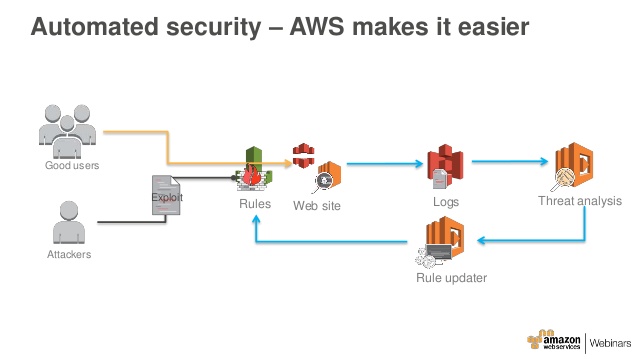 Automated security – AWS makes it easier
Good users
Exploit
Attackers
Rules
Web site
Logs
Threat analysis
Rule updater
amazon
web services
Webinars